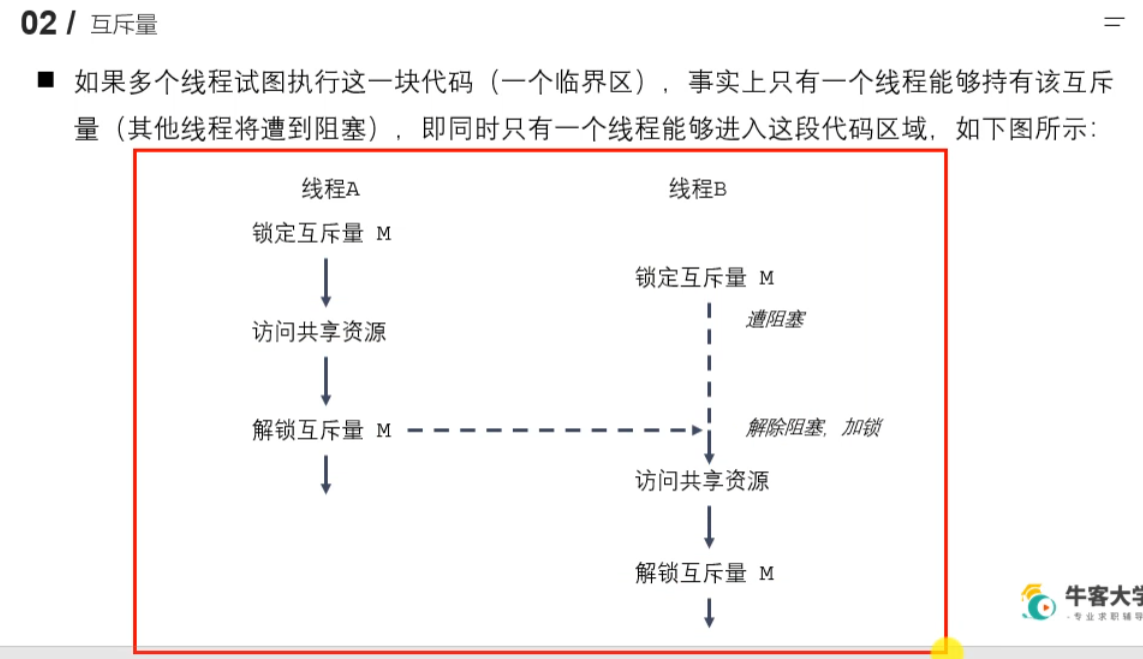 02 / 互斥量
■ 如果多个线程试图执行这一块代码（一个临界区），事实上只有一个线程能够持有该互斥
量（其他线程将遭到阻塞），即同时只有一个线程能够进入这段代码区域，如下图所示：
线程A
线程B
锁定互斥量 M
锁定互斥量 M
遭阻塞
访问共享资源
解锁互斥量 M
解除阻塞，加锁
访问共享资源
解锁互斥量 M
牛客大学
·专业求职辅导